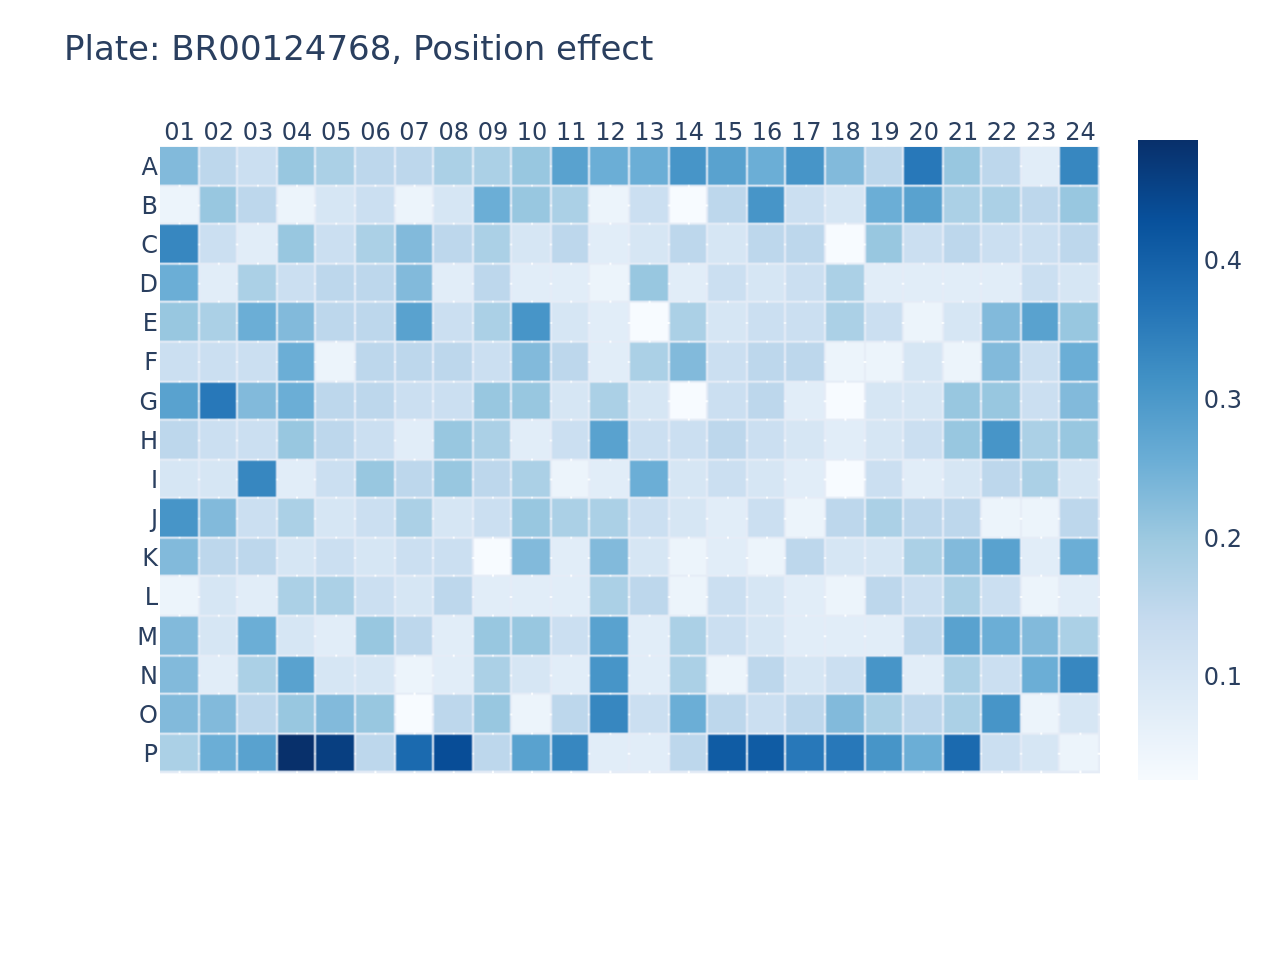 Plate: BR00124768, Position effect
01 02 03 04 05 06 07 08 09 10 11 12 13 14 15 16 17 18 19 20 21 22 23 24
A
B
C
D
E
F
G
H
I
J
K
L
M
N
O
P
0.4
0.3
0.2
0.1